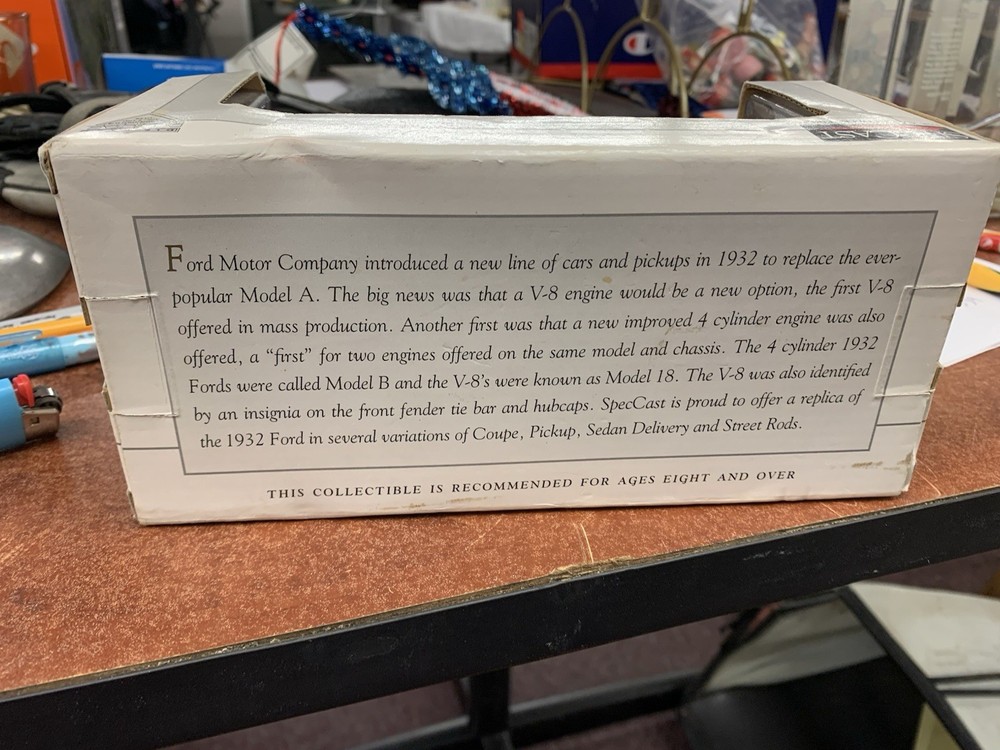 Ford Motor Company introduced a new line of cars and pickups in 1932 to replace the ever-
popular Model A. The big news was that a V-8 engine would be a new option, the first V-8
offered in mass production. Another first was that a new improved 4 cylinder engine was also
offered, a “first” for two engines offered on the same model and chassis. The 4 cylinder 1932
Fords were called Model B and the V-8's were known as Model 18. The V-8 was also identified
by an insignia on the front fender tie bar and hubcaps. SpecCast is proud to offer a replica of
the 1932 Ford in several variations of Coupe, Pickup, Sedan Delivery and Street Rods.
THIS COLLECTIBLE IS RECOMMENDED FOR AGES EIGHT AND OVER